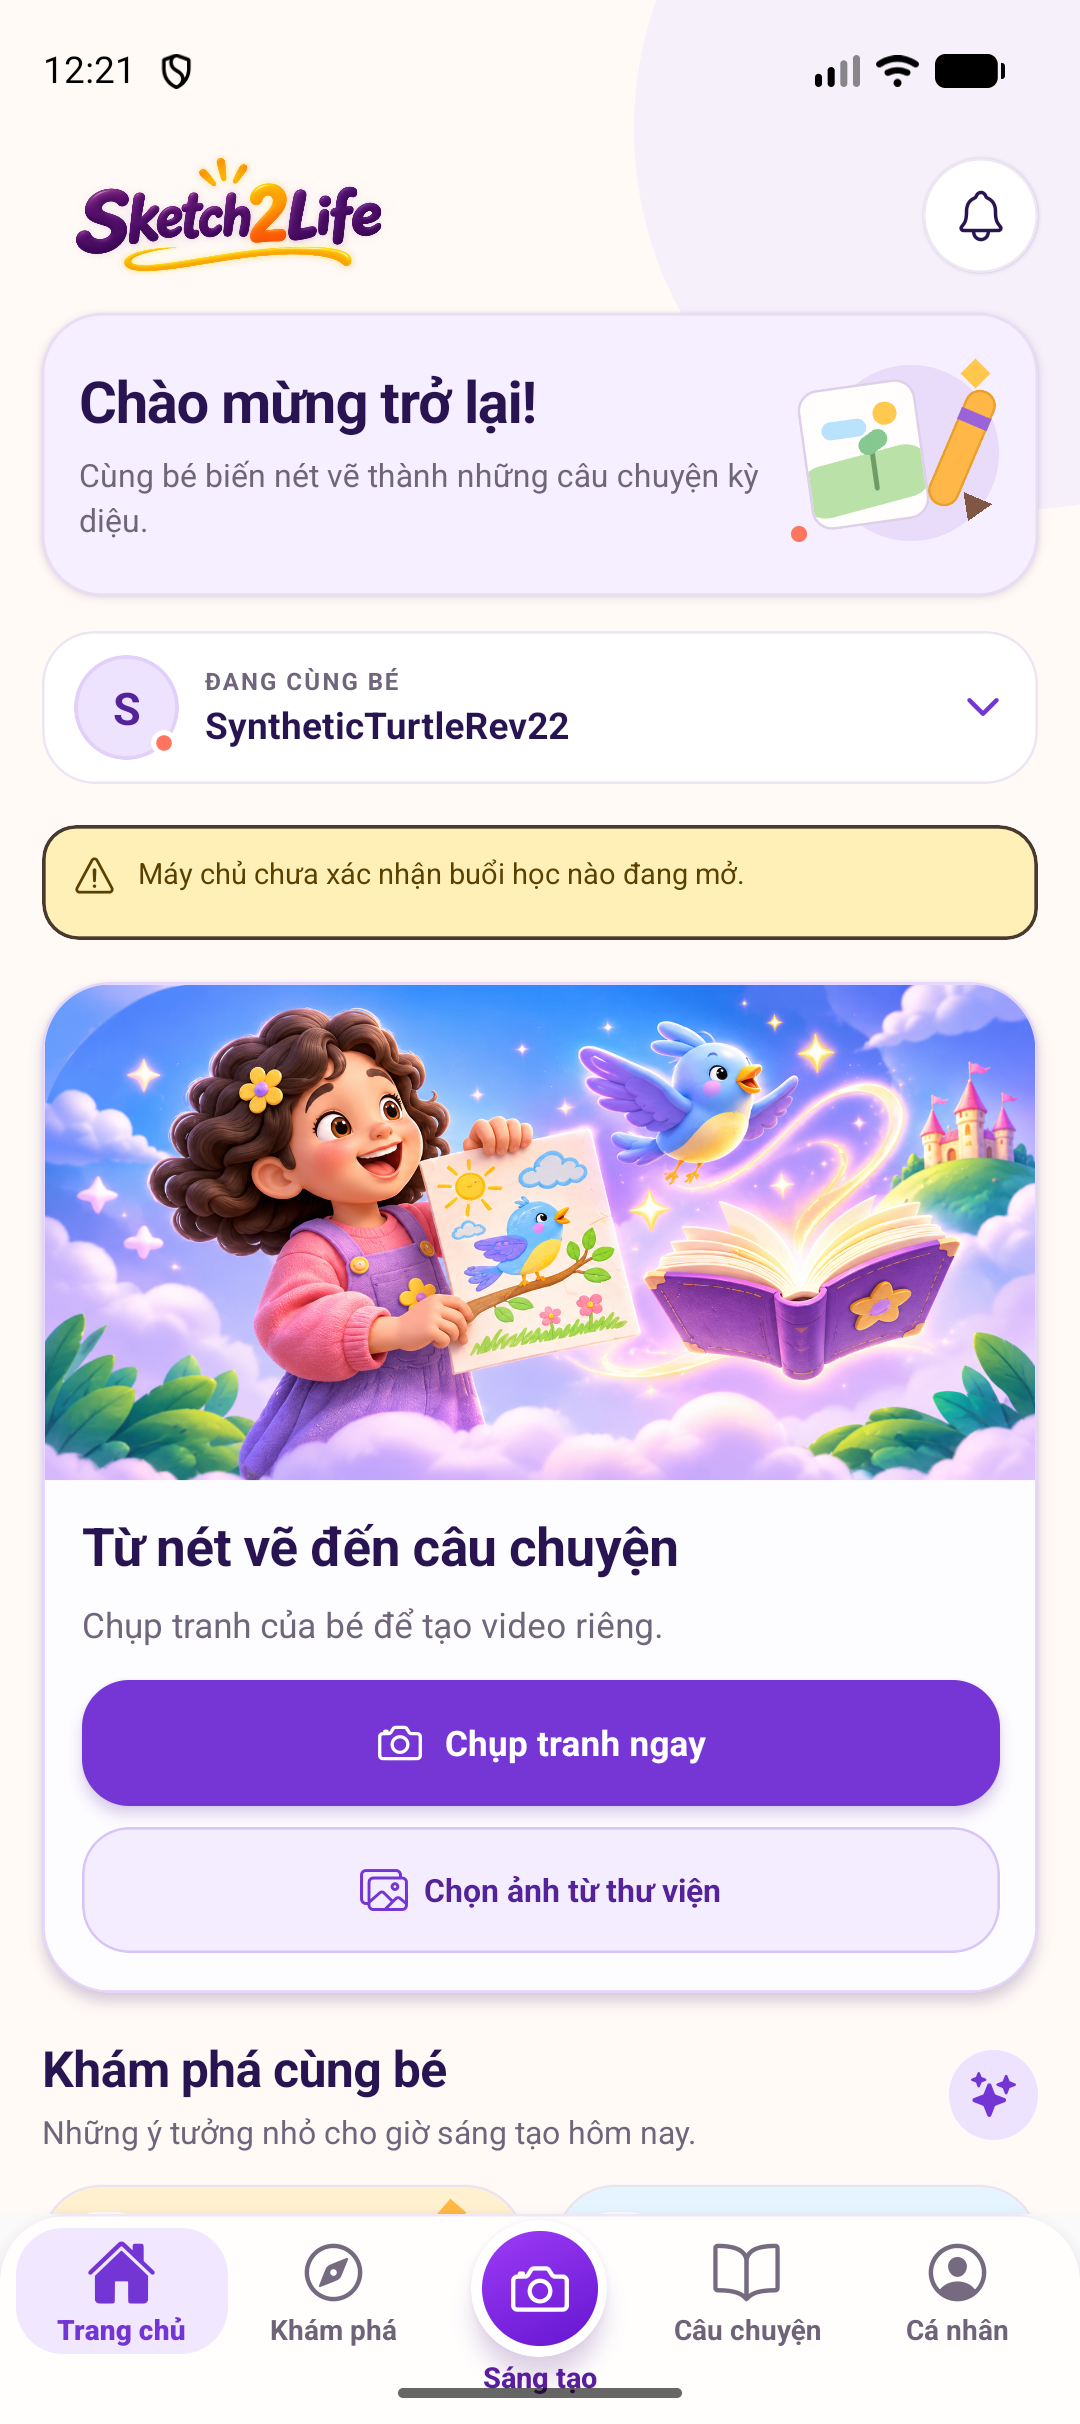 12:21
Sketch2Life
Chào mừng trở lại!
Cùng bé biến nét vẽ thành những câu chuyện kỳ
diệu.
S
ĐANG CÙNG BÉ
SyntheticTurtleRev22
Máy chủ chưa xác nhận buổi học nào đang mở.
Từ nét vẽ đến câu chuyện
Chụp tranh của bé để tạo video riêng.
Chụp tranh ngay
Chọn ảnh từ thư viện
Khám phá cùng bé
Những ý tưởng nhỏ cho giờ sáng tạo hôm nay.
Trang chủ
Khám phá
Sáng tạo
Câu chuyện
Cá nhân